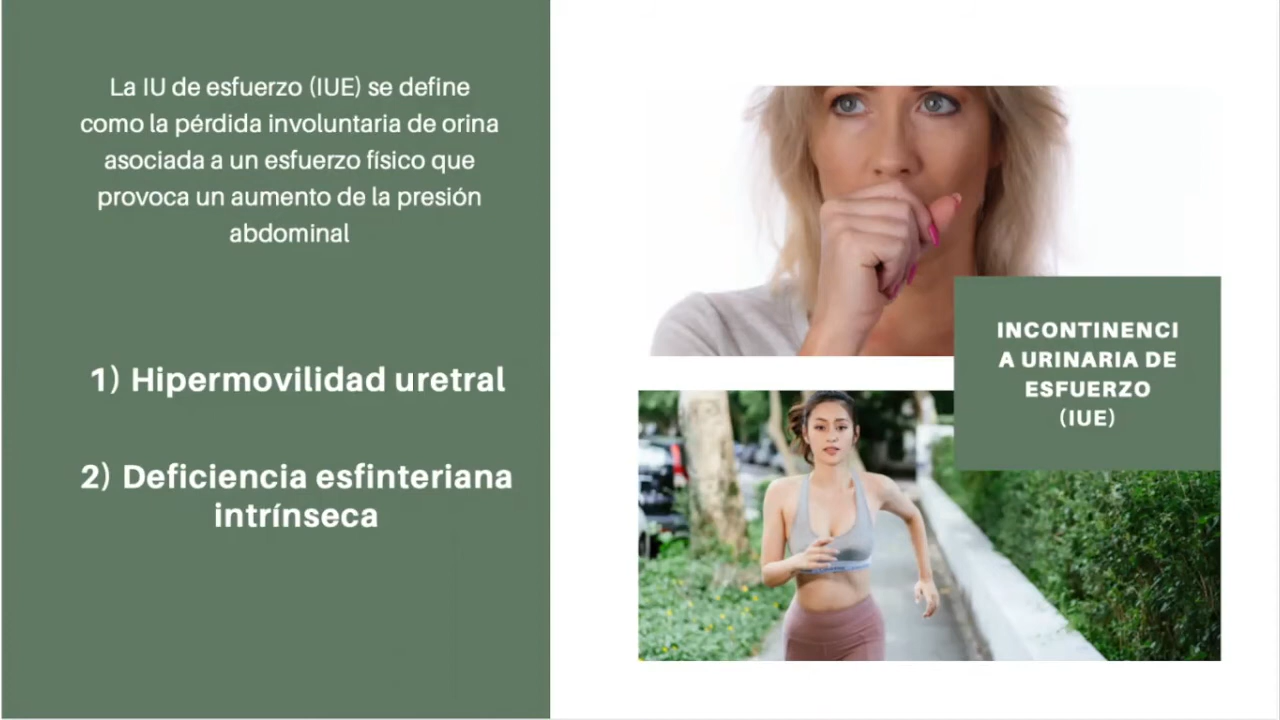 La IU de esfuerzo (IUE) se define
como la pérdida involuntaria de orina
asociada a un esfuerzo físico que
provoca un aumento de la presión
abdominal
1) Hipermovilidad uretral
2) Deficiencia esfinteriana
intrínseca
INCONTINENCI
A URINARIA DE
ESFUERZO
(IUE)